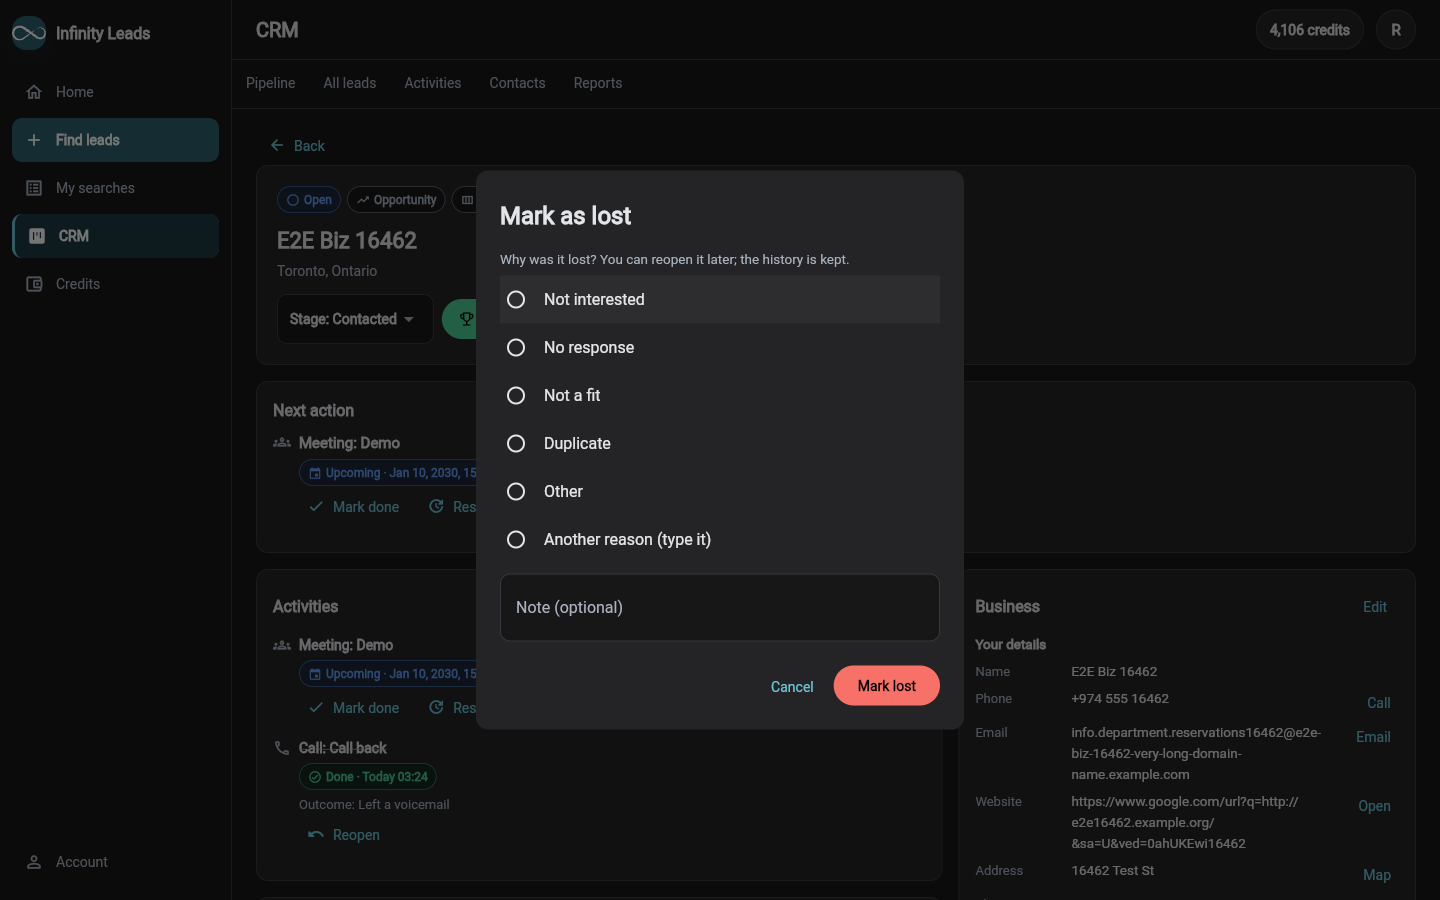 Infinity Leads
CRM
4,106 credits
R
Home
Find leads
My searches
CRM
Credits
Account
Pipeline
All leads
Activities
Contacts
Reports
Back
Open
Opportunity
E2E Biz 16462
Toronto, Ontario
Stage: Contacted
Next action
Meeting: Demo
Upcoming · Jan 10, 2030, 15
Mark done
Res
Activities
Meeting: Demo
Upcoming · Jan 10, 2030, 15
Mark done
Res
Call: Call back
Done · Today 03:24
Outcome: Left a voicemail
Reopen
Mark as lost
Why was it lost? You can reopen it later; the history is kept.
Not interested
No response
Not a fit
Duplicate
Other
Another reason (type it)
Note (optional)
Cancel
Mark lost
Business
Edit
Your details
Name
E2E Biz 16462
Phone
+974 555 16462
Call
Email
info.department.reservations16462@e2e-
biz-16462-very-long-domain-
name.example.com
Email
Website
https://www.google.com/url?q=http://
e2e16462.example.org/
&sa=U&ved=0ahUKEwi16462
Open
Address
16462 Test St
Map